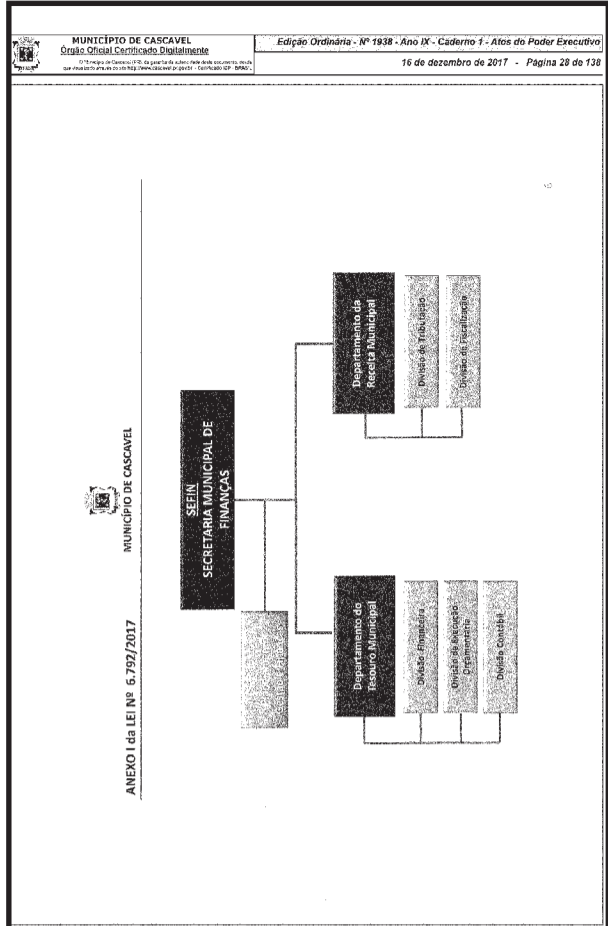 MUNICÍPIO DE CASCAVEL
Órgão Oficial Certificado Digitalmente
Edição Ordinária - Nº 1938 - Ano IX - Caderno 1 - Atos do Poder Executivo
16 de dezembro de 2017 - Página 28 de 138
ANEXO I da LEI Nº 6.792/2017
MUNICÍPIO DE CASCAVEL
SEFIN
SECRETARIA MUNICIPAL DE
FINANÇAS
Departamento do
Tesouro Municipal
Divisão Financeira
Divisão de Execução
Orçamentária
Divisão Contábil
Departamento da
Receita Municipal
Divisão de Tributação
Divisão de Fiscalização